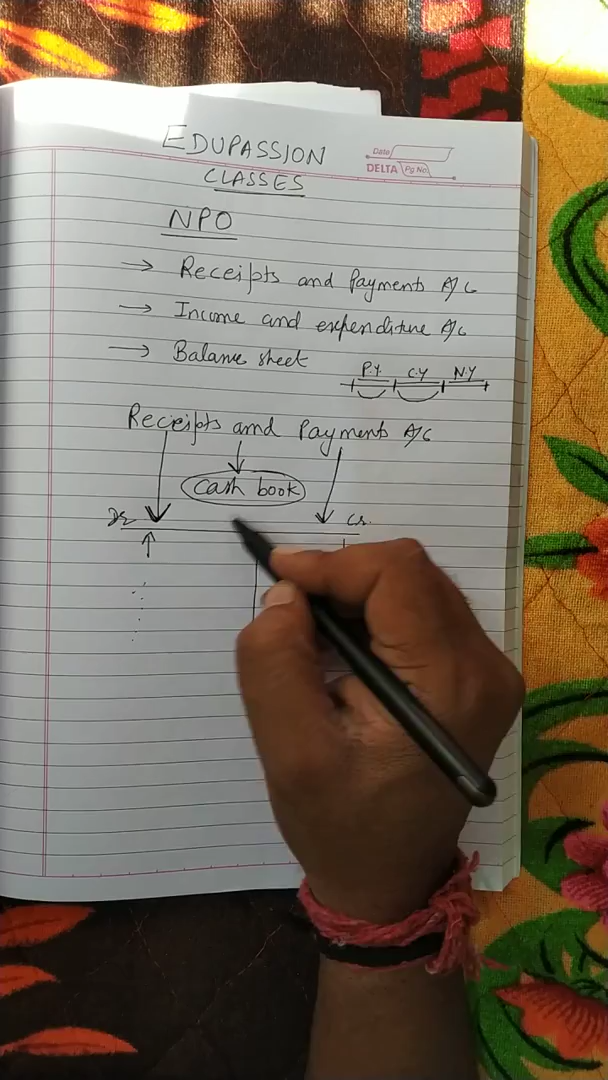 EDUPASSION
CLASSES
Date
DELTA Pg No.
NPO
→ Receipts and Payments A/C
→ Income and expenditure A/C
→ Balance sheet
P.Y C.Y N.Y
Receipts and Payments A/C
Cash book
Dr Cr.